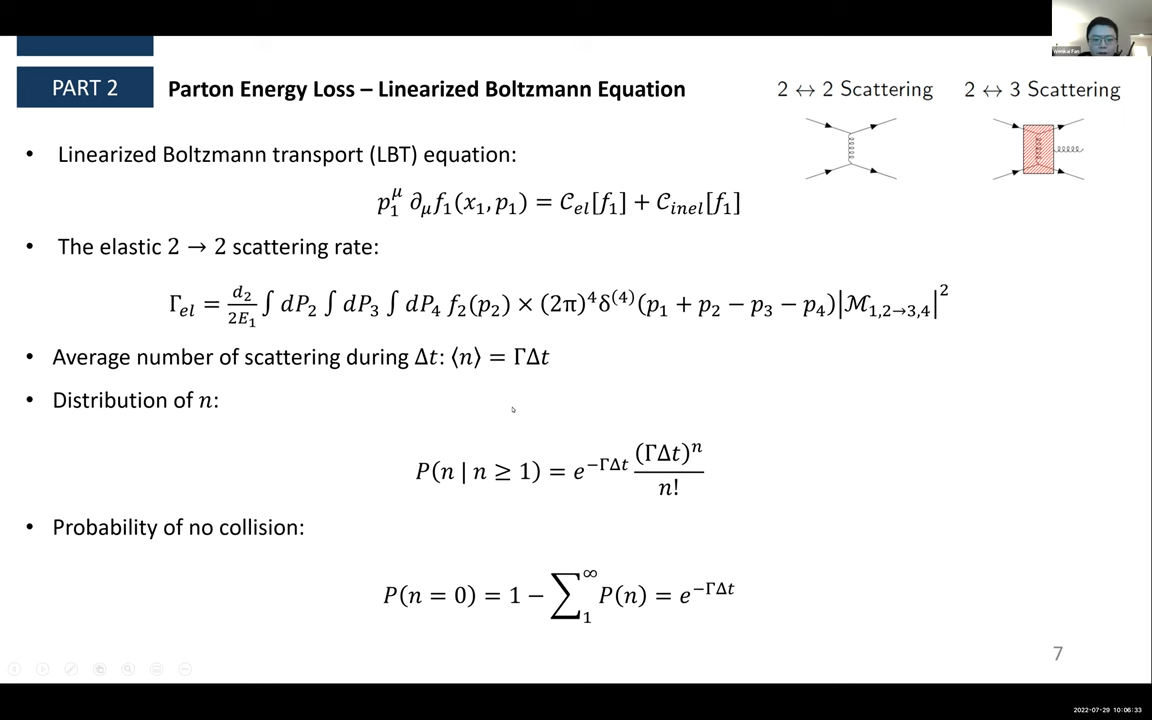 Wenkai Fan
PART 2
Parton Energy Loss – Linearized Boltzmann Equation
2 ↔ 2 Scattering
2 ↔ 3 Scattering
• Linearized Boltzmann transport (LBT) equation:
p₁^μ ∂_μ f₁(x₁, p₁) = 𝒞_el[f₁] + 𝒞_inel[f₁]
• The elastic 2 → 2 scattering rate:
Γ_el = d₂/2E₁ ∫ dP₂ ∫ dP₃ ∫ dP₄ f₂(p₂) × (2π)⁴δ⁽⁴⁾(p₁ + p₂ − p₃ − p₄)|ℳ_1,2→3,4|²
• Average number of scattering during Δt: ⟨n⟩ = ΓΔt
• Distribution of n:
P(n | n ≥ 1) = e^−ΓΔt (ΓΔt)ⁿ/n!
• Probability of no collision:
P(n = 0) = 1 − ∑₁^∞ P(n) = e^−ΓΔt
7
2022-07-29 10:06:33